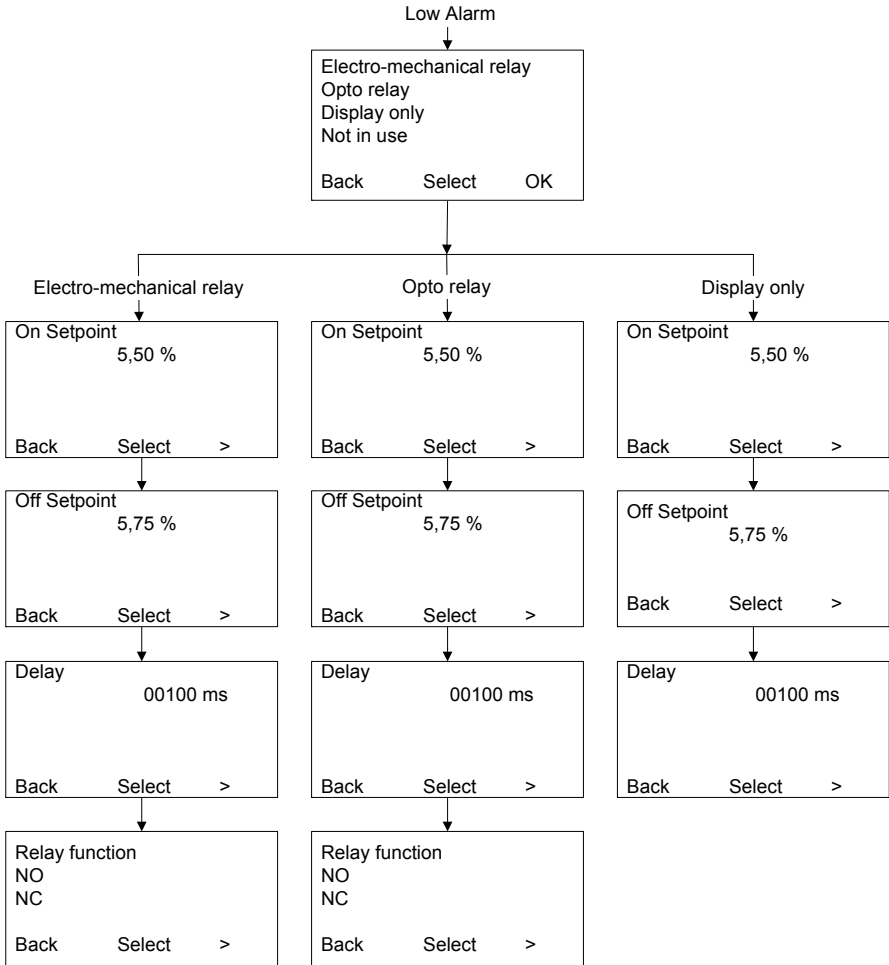 Low Alarm
Electro-mechanical relay
Opto relay
Display only
Not in use
Back Select OK
Electro-mechanical relay
On Setpoint
5,50 %
Back Select >
Off Setpoint
5,75 %
Back Select >
Delay
00100 ms
Back Select >
Relay function
NO
NC
Back Select >
Opto relay
On Setpoint
5,50 %
Back Select >
Off Setpoint
5,75 %
Back Select >
Delay
00100 ms
Back Select >
Relay function
NO
NC
Back Select >
Display only
On Setpoint
5,50 %
Back Select >
Off Setpoint
5,75 %
Back Select >
Delay
00100 ms
Back Select >